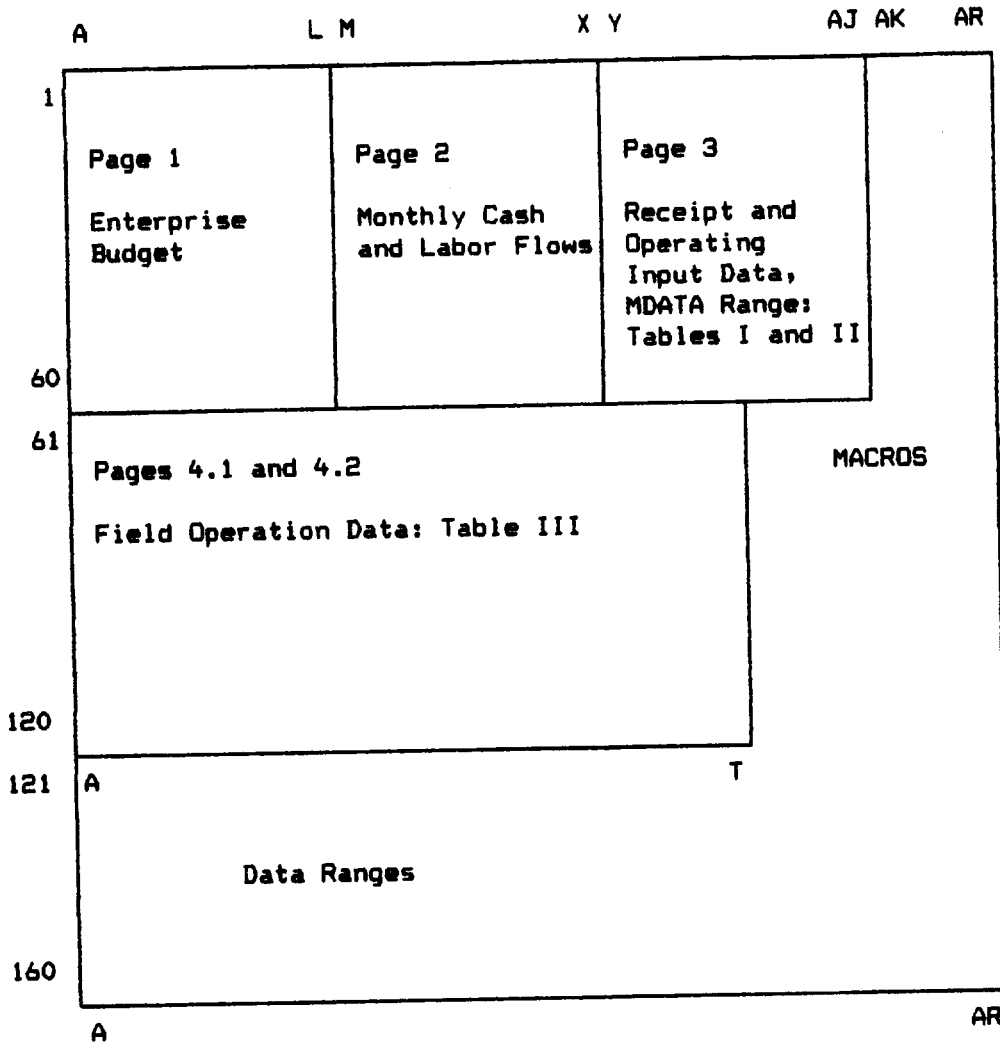 A L M X Y AJ AK AR
1
Page 1
Enterprise
Budget
Page 2
Monthly Cash
and Labor Flows
Page 3
Receipt and
Operating
Input Data,
MDATA Range:
Tables I and II
60
61
Pages 4.1 and 4.2
Field Operation Data: Table III
MACROS
120
121
A T
Data Ranges
160
A AR